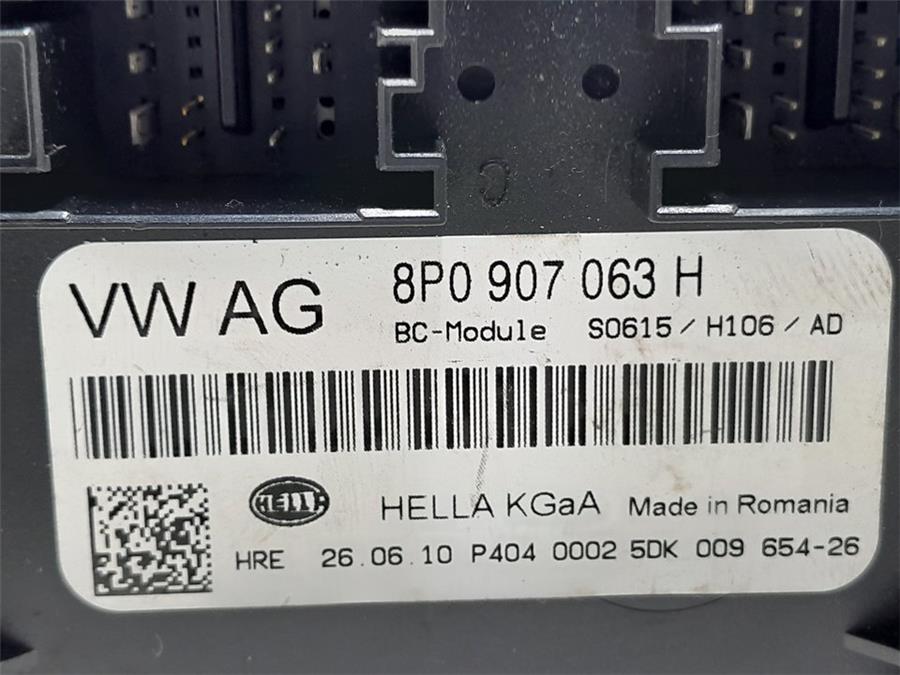 VW AG
8P0 907 063 H
BC-Module S0615 / H106 / AD
HELLA
HELLA KGaA Made in Romania
HRE 26.06.10 P404 0002 5DK 009 654-26